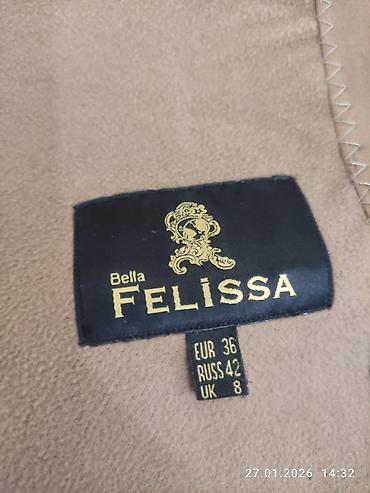 Bella
FELİSSA
EUR 36
RUSS 42
UK 8
27.01.2026 14:32